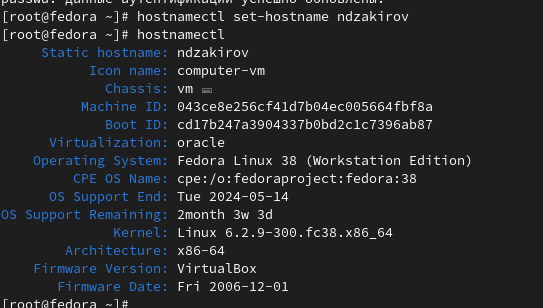 passwd: данные аутентификации успешно обновлены.
[root@fedora ~]# hostnamectl set-hostname ndzakirov
[root@fedora ~]# hostnamectl
Static hostname: ndzakirov
Icon name: computer-vm
Chassis: vm 🖴
Machine ID: 043ce8e256cf41d7b04ec005664fbf8a
Boot ID: cd17b247a3904337b0bd2c1c7396ab87
Virtualization: oracle
Operating System: Fedora Linux 38 (Workstation Edition)
CPE OS Name: cpe:/o:fedoraproject:fedora:38
OS Support End: Tue 2024-05-14
OS Support Remaining: 2month 3w 3d
Kernel: Linux 6.2.9-300.fc38.x86_64
Architecture: x86-64
Firmware Version: VirtualBox
Firmware Date: Fri 2006-12-01
[root@fedora ~]#